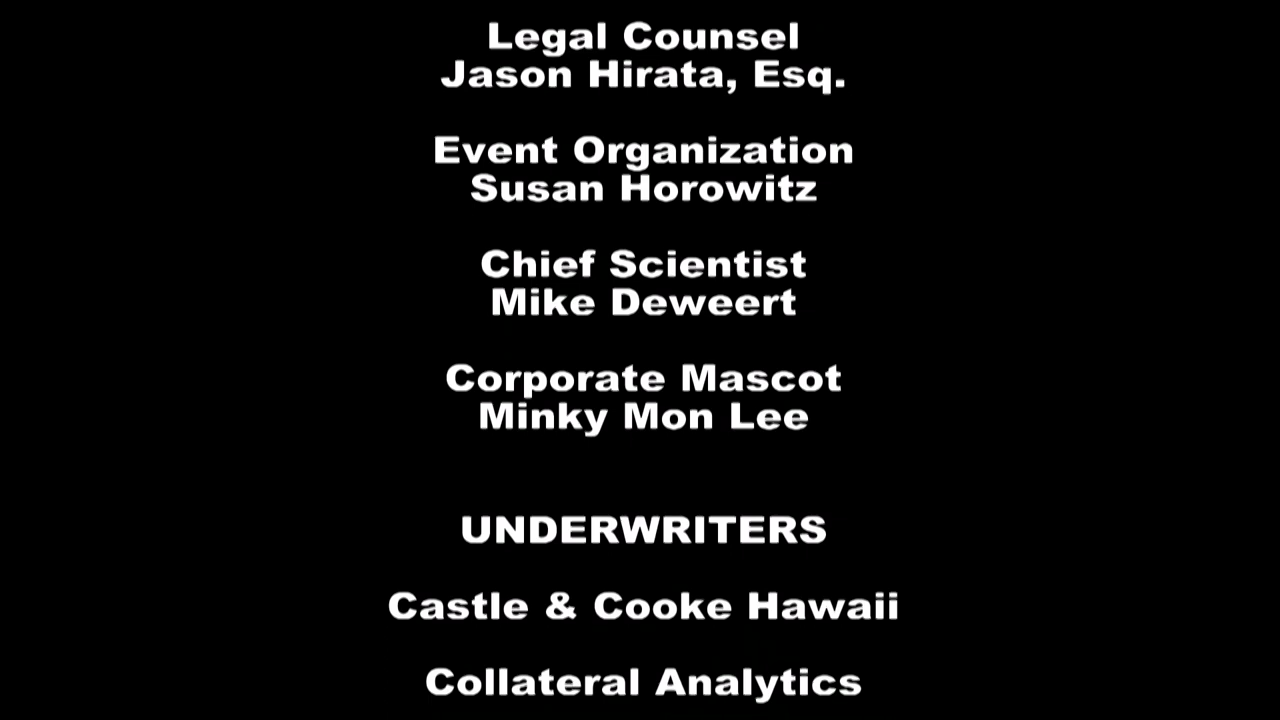 Legal Counsel
Jason Hirata, Esq.
Event Organization
Susan Horowitz
Chief Scientist
Mike Deweert
Corporate Mascot
Minky Mon Lee
UNDERWRITERS
Castle & Cooke Hawaii
Collateral Analytics